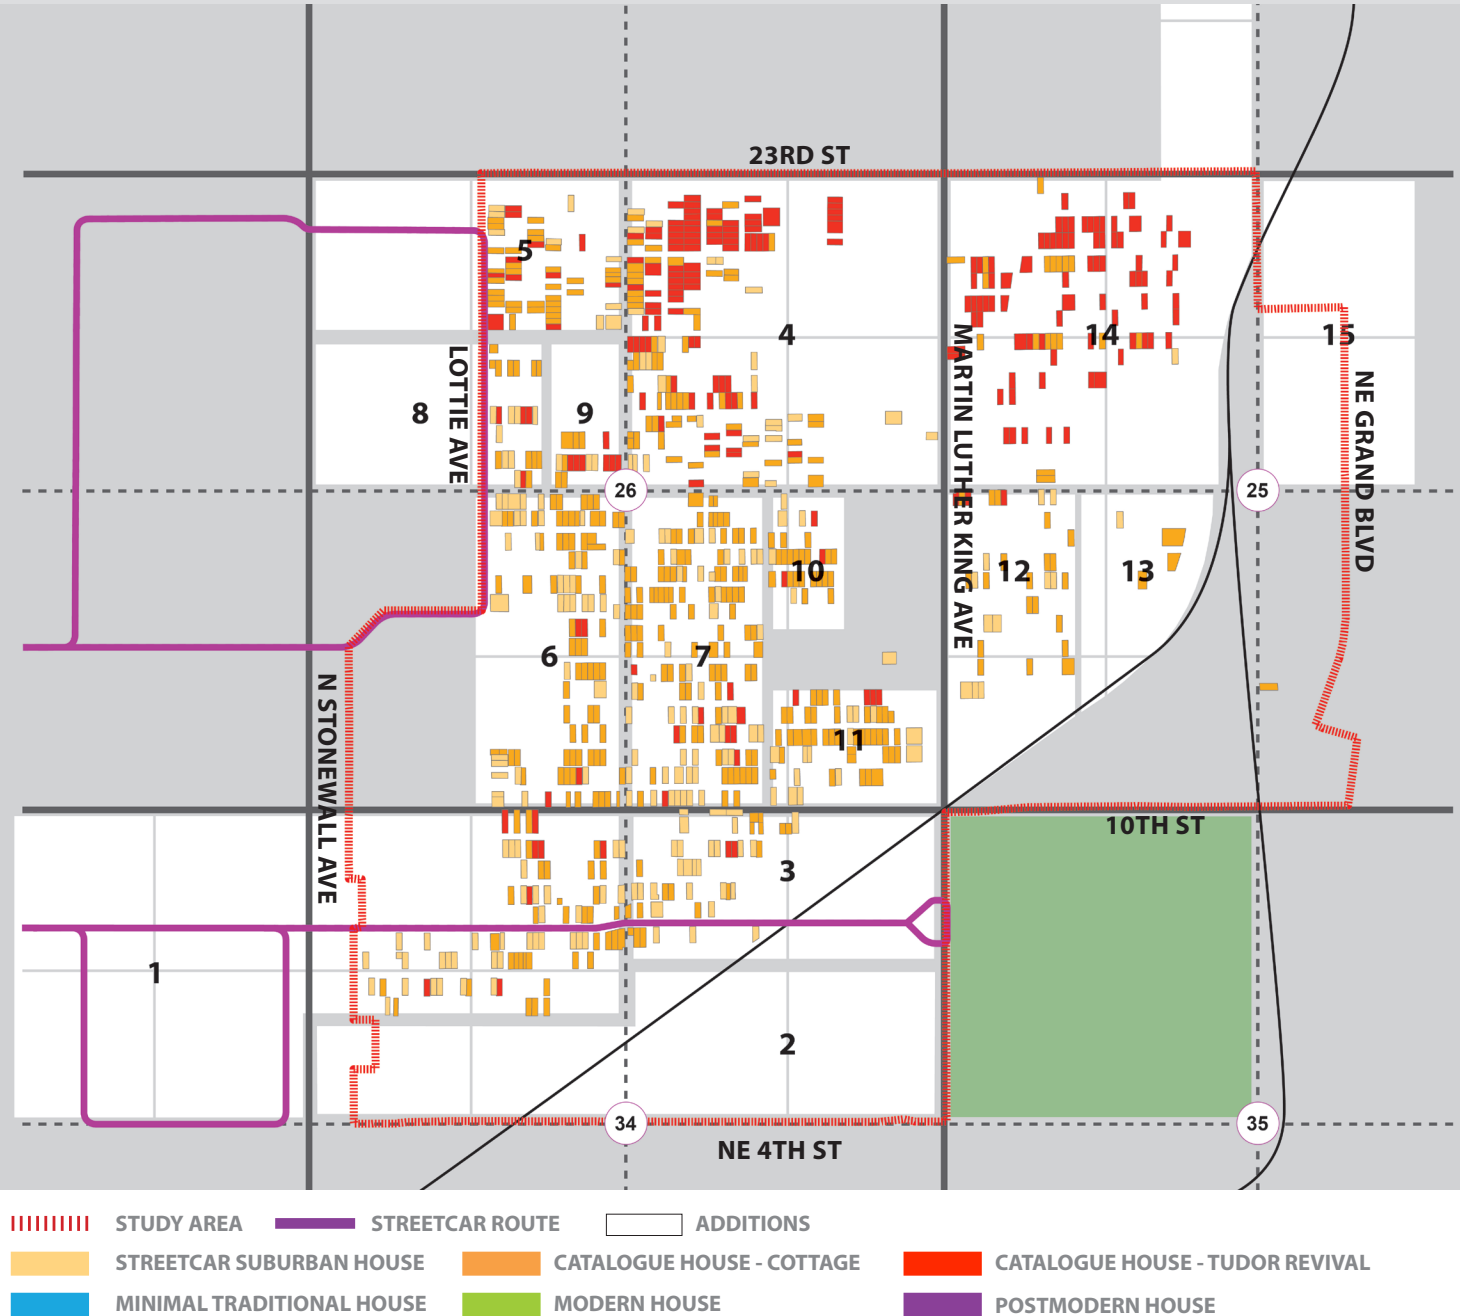 23RD ST
5
4
14
15
LOTTIE AVE
MARTIN LUTHER KING AVE
NE GRAND BLVD
8
9
26
25
10
12
13
6
7
N STONEWALL AVE
11
10TH ST
3
1
2
34
35
NE 4TH ST
STUDY AREA STREETCAR ROUTE ADDITIONS
STREETCAR SUBURBAN HOUSE CATALOGUE HOUSE - COTTAGE CATALOGUE HOUSE - TUDOR REVIVAL
MINIMAL TRADITIONAL HOUSE MODERN HOUSE POSTMODERN HOUSE